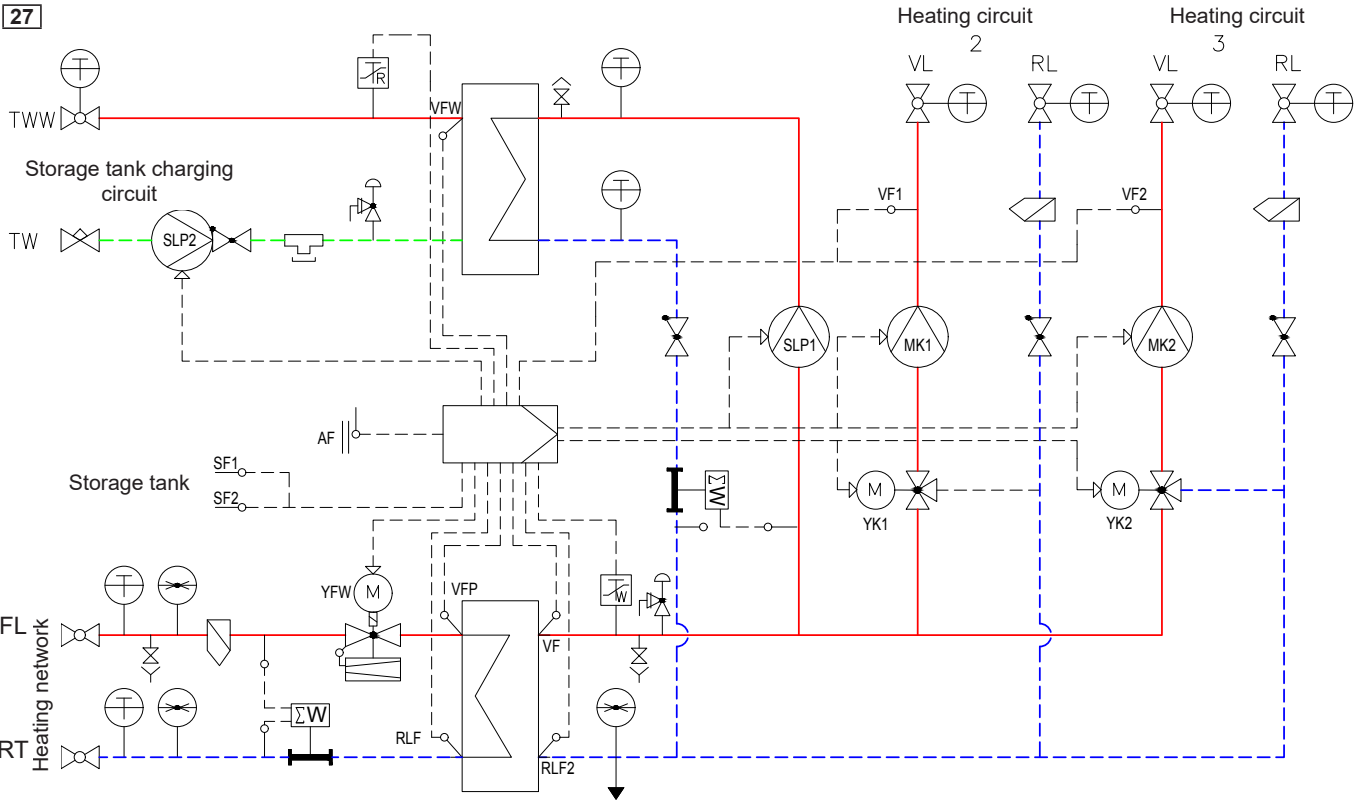 27
Heating circuit
2
Heating circuit
3
VL
RL
VL
RL
T
T
T
T
T
T
R
TWW
VFW
Storage tank charging
circuit
T
TW
SLP2
VF1
VF2
SLP1
MK1
MK2
AF
SF1
Storage tank
SF2
ΣW
M
YK1
M
YK2
T
YFW
M
VFP
W
FL
VF
Heating network
T
ΣW
RLF
RT
RLF2